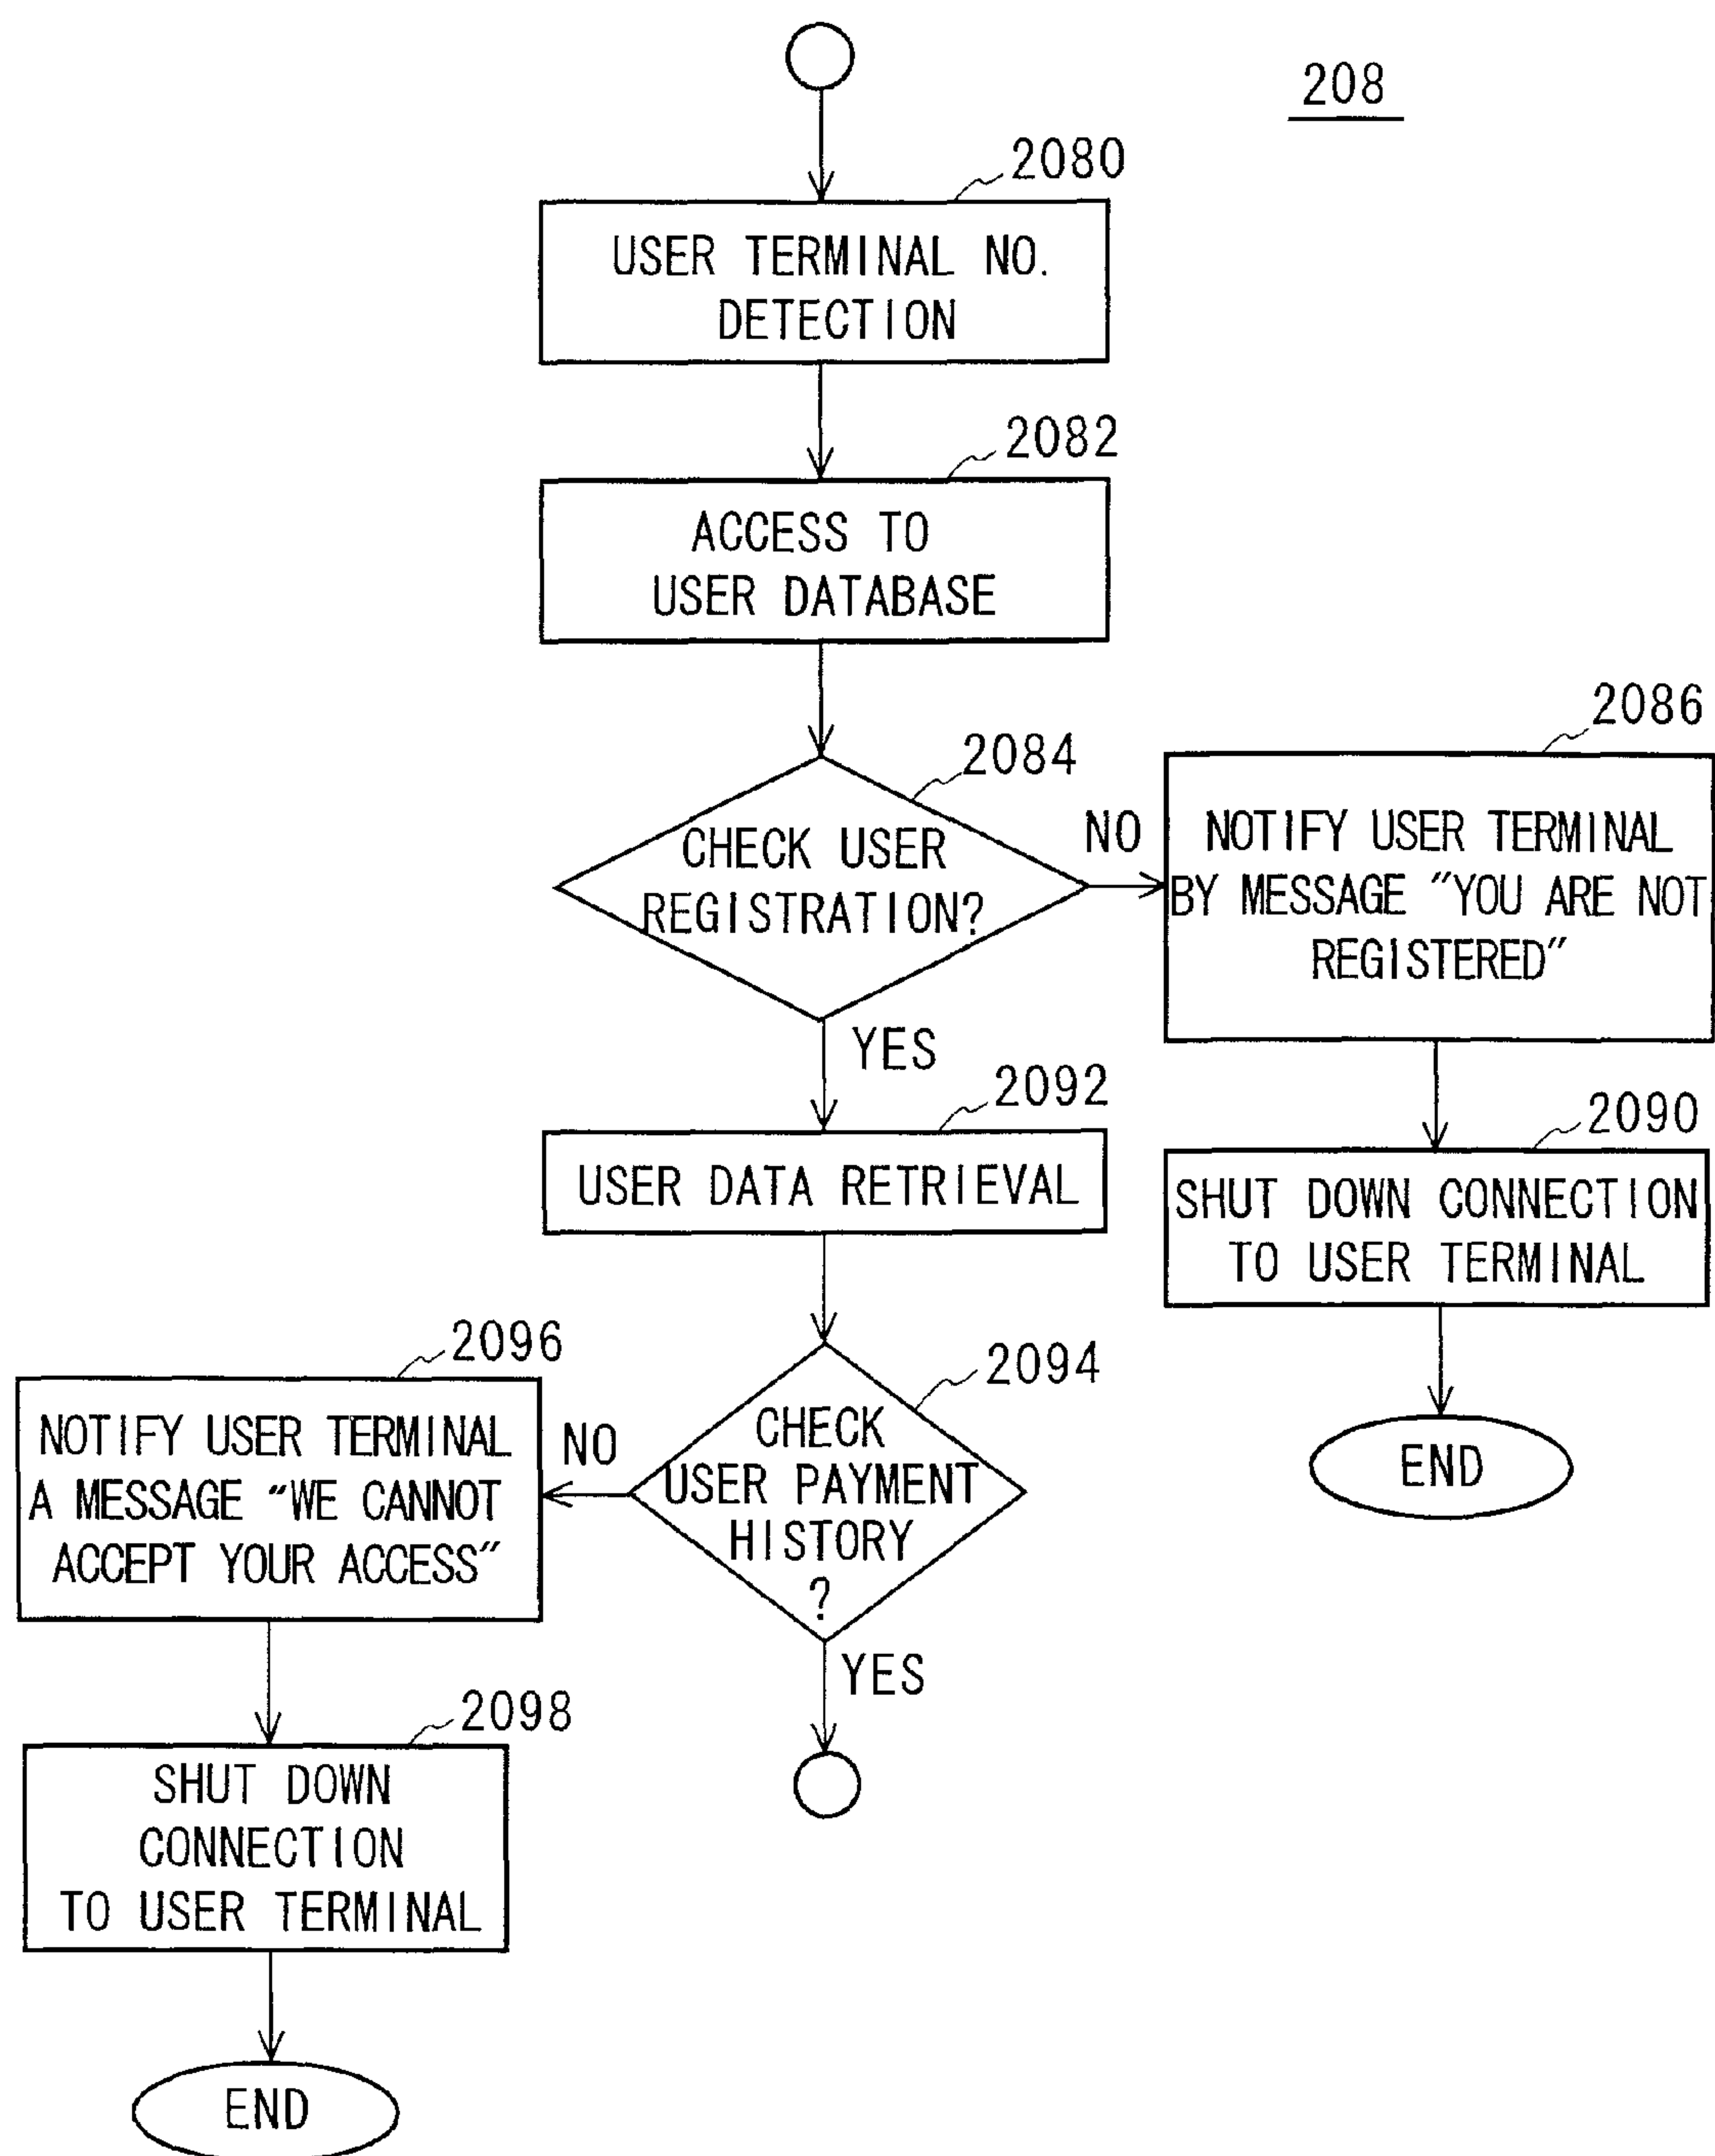 208
2080
USER TERMINAL NO.
DETECTION
2082
ACCESS TO
USER DATABASE
2084
CHECK USER
REGISTRATION?
NO
2086
NOTIFY USER TERMINAL
BY MESSAGE "YOU ARE NOT
REGISTERED"
YES
2090
SHUT DOWN CONNECTION
TO USER TERMINAL
END
2092
USER DATA RETRIEVAL
2094
CHECK
USER PAYMENT
HISTORY
?
NO
2096
NOTIFY USER TERMINAL
A MESSAGE "WE CANNOT
ACCEPT YOUR ACCESS"
YES
2098
SHUT DOWN
CONNECTION
TO USER TERMINAL
END